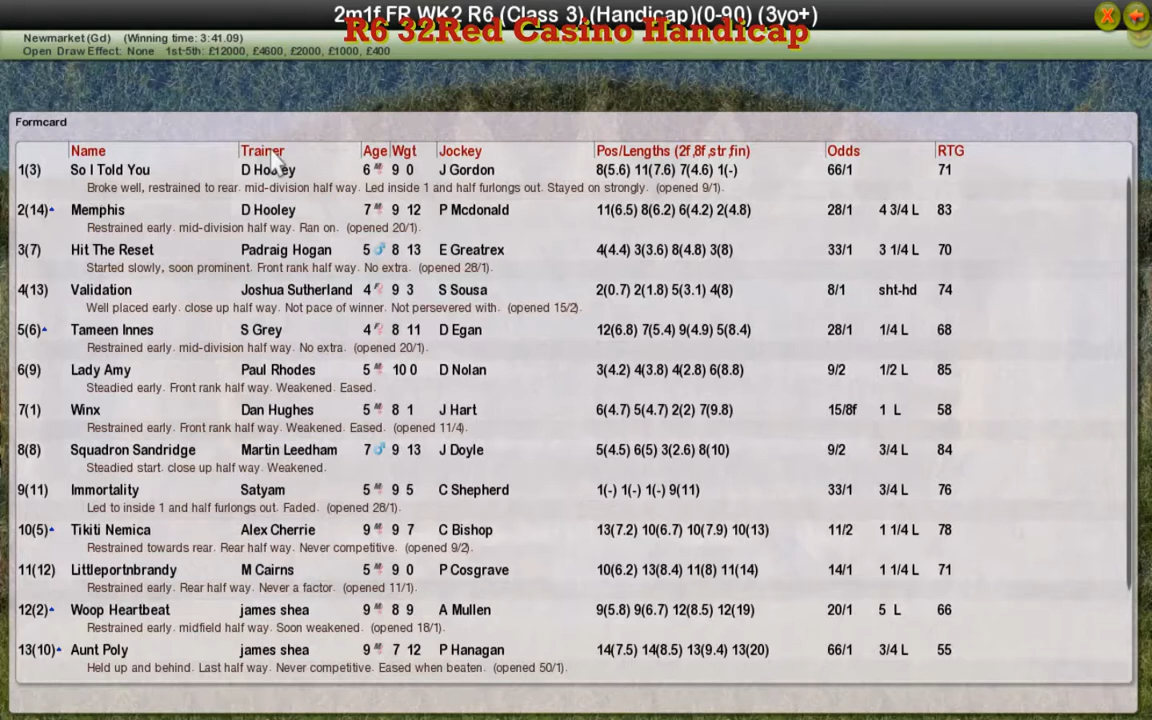 2m1f FR WK2 R6 (Class 3) (Handicap)(0-90) (3yo+)
R6 32Red Casino Handicap
Newmarket(Gd) (Winning time: 3:41.09)
Open Draw Effect: None 1st-5th: £12000, £4600, £2000, £1000, £400
Formcard
Name Trainer Age Wgt Jockey Pos/Lengths (2f,8f,str,fin) Odds RTG
1(3) So I Told You D Hooley 6 9 0 J Gordon 8(5.6) 11(7.6) 7(4.6) 1(-) 66/1 71
Broke well, restrained to rear. mid-division half way. Led inside 1 and half furlongs out. Stayed on strongly. (opened 9/1).
2(14) Memphis D Hooley 7 9 12 P Mcdonald 11(6.5) 8(6.2) 6(4.2) 2(4.8) 28/1 4 3/4 L 83
Restrained early. mid-division half way. Ran on. (opened 20/1).
3(7) Hit The Reset Padraig Hogan 5 8 13 E Greatrex 4(4.4) 3(3.6) 8(4.8) 3(8) 33/1 3 1/4 L 70
Started slowly, soon prominent. Front rank half way. No extra. (opened 28/1).
4(13) Validation Joshua Sutherland 4 9 3 S Sousa 2(0.7) 2(1.8) 5(3.1) 4(8) 8/1 sht-hd 74
Well placed early. close up half way. Not pace of winner. Not persevered with. (opened 15/2).
5(6) Tameen Innes S Grey 4 8 11 D Egan 12(6.8) 7(5.4) 9(4.9) 5(8.4) 28/1 1/4 L 68
Restrained early. mid-division half way. No extra. (opened 20/1).
6(9) Lady Amy Paul Rhodes 5 10 0 D Nolan 3(4.2) 4(3.8) 4(2.8) 6(8.8) 9/2 1/2 L 85
Steadied early. Front rank half way. Weakened. Eased.
7(1) Winx Dan Hughes 5 8 1 J Hart 6(4.7) 5(4.7) 2(2) 7(9.8) 15/8f 1 L 58
Restrained early. Front rank half way. Weakened. Eased. (opened 11/4).
8(8) Squadron Sandridge Martin Leedham 7 9 13 J Doyle 5(4.5) 6(5) 3(2.6) 8(10) 9/2 3/4 L 84
Steadied start. close up half way. Weakened.
9(11) Immortality Satyam 5 9 5 C Shepherd 1(-) 1(-) 1(-) 9(11) 33/1 3/4 L 76
Led to inside 1 and half furlongs out. Faded. (opened 28/1).
10(5) Tikiti Nemica Alex Cherrie 9 9 7 C Bishop 13(7.2) 10(6.7) 10(7.9) 10(13) 11/2 1 1/4 L 78
Restrained towards rear. Rear half way. Never competitive. (opened 9/2).
11(12) Littleportnbrandy M Cairns 5 9 0 P Cosgrave 10(6.2) 13(8.4) 11(8) 11(14) 14/1 1 1/4 L 71
Restrained early. Rear half way. Never a factor. (opened 11/1).
12(2) Woop Heartbeat james shea 9 8 9 A Mullen 9(5.8) 9(6.7) 12(8.5) 12(19) 20/1 5 L 66
Restrained early. midfield half way. Soon weakened. (opened 18/1).
13(10) Aunt Poly james shea 9 7 12 P Hanagan 14(7.5) 14(8.5) 13(9.4) 13(20) 66/1 3/4 L 55
Held up and behind. Last half way. Never competitive. Eased when beaten. (opened 50/1).